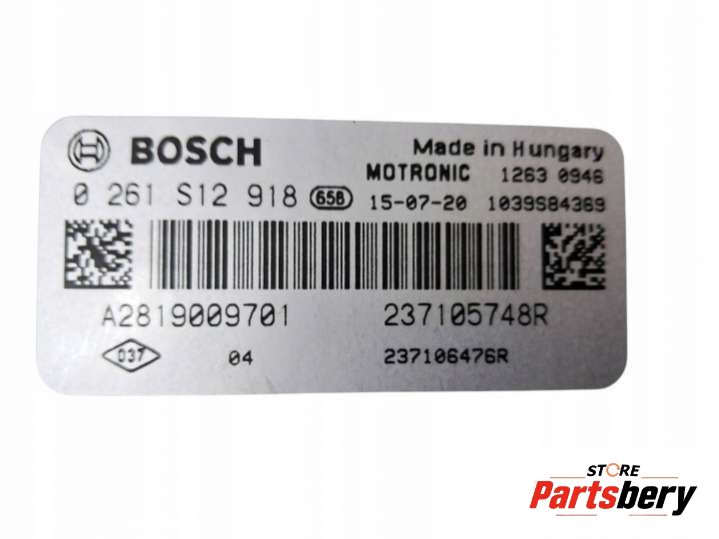 BOSCH
Made in Hungary
MOTRONIC 1263 0946
0 261 S12 918 656 15-07-20 1039S84369
A2819009701 237105748R
037 04 237106476R
STORE
Partsbery